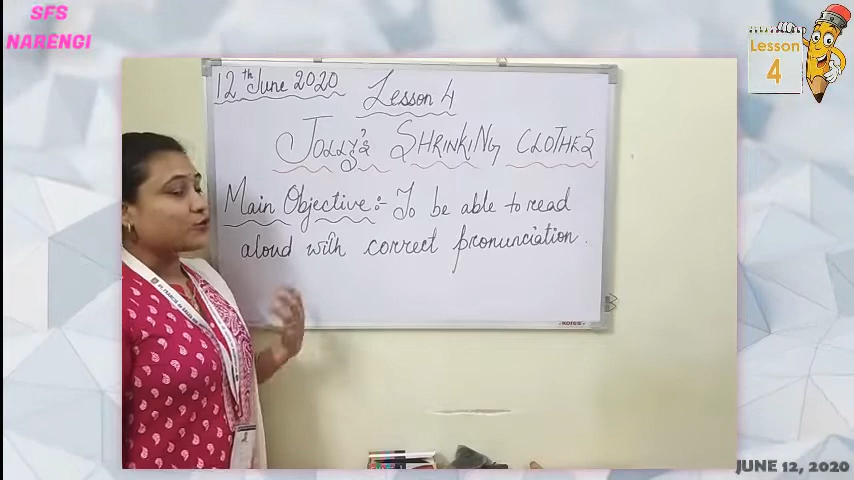 SFS
NARENGI
Lesson
4
12th June 2020
Lesson 4
Jolly's Shrinking Clothes
Main Objective:- To be able to read
aloud with correct pronunciation.
kores
JUNE 12, 2020